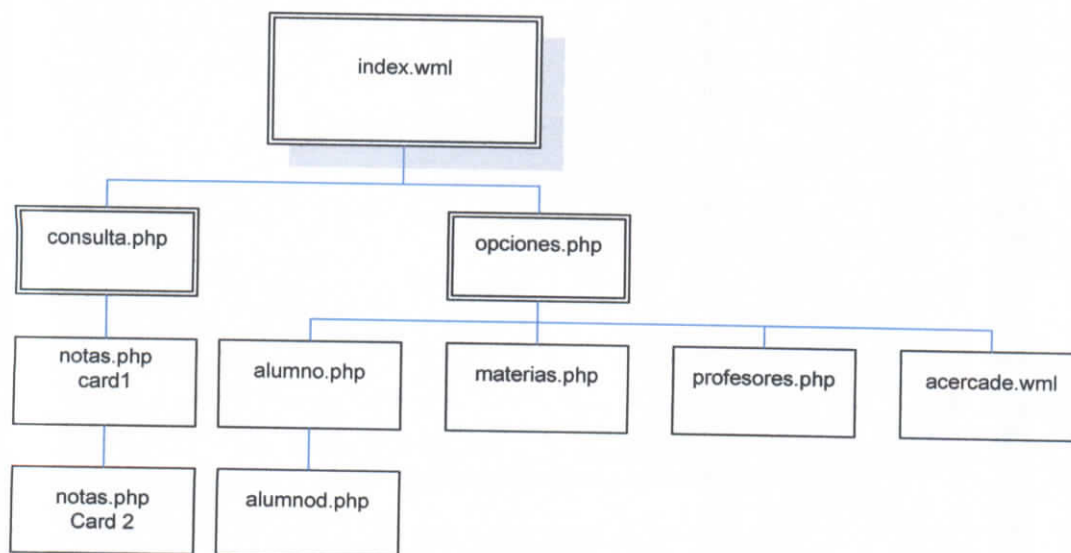 index.wml
consulta.php
opciones.php
notas.php
card1
alumno.php
materias.php
profesores.php
acercade.wml
notas.php
Card 2
alumnod.php